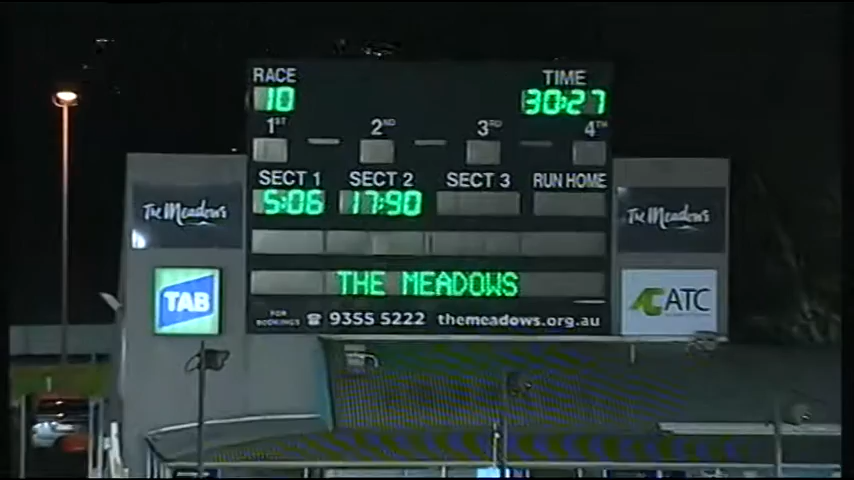 RACE
TIME
10
30:27
1ST
2ND
3RD
4TH
SECT 1
SECT 2
SECT 3
RUN HOME
5:06
17:90
The Meadows
The Meadows
THE MEADOWS
TAB
ATC
FOR BOOKINGS
9355 5222
themeadows.org.au